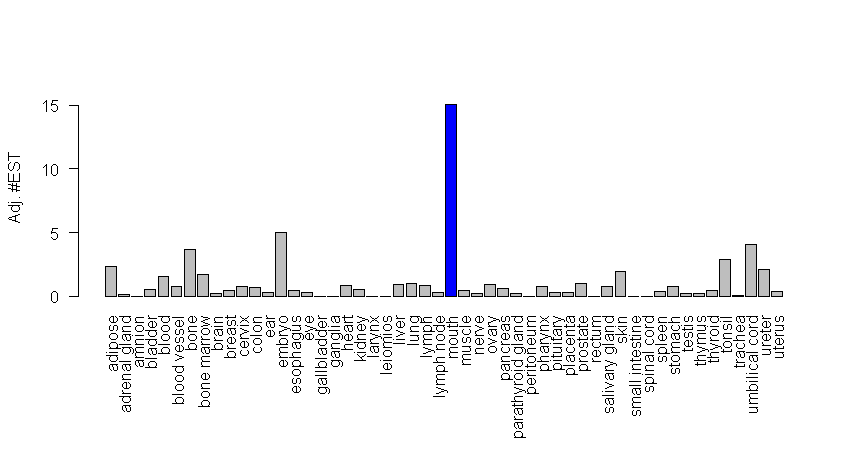 Adj. #EST
15
10
5
0
adipose
adrenal gland
amnion
bladder
blood
blood vessel
bone
bone marrow
brain
breast
cervix
colon
ear
embryo
esophagus
eye
gallbladder
ganglia
heart
kidney
larynx
leiomios
liver
lung
lymph
lymph node
mouth
muscle
nerve
ovary
pancreas
parathyroid gland
peritoneum
pharynx
pituitary
placenta
prostate
rectum
salivary gland
skin
small intestine
spinal cord
spleen
stomach
testis
thymus
thyroid
tonsil
trachea
umbilical cord
ureter
uterus